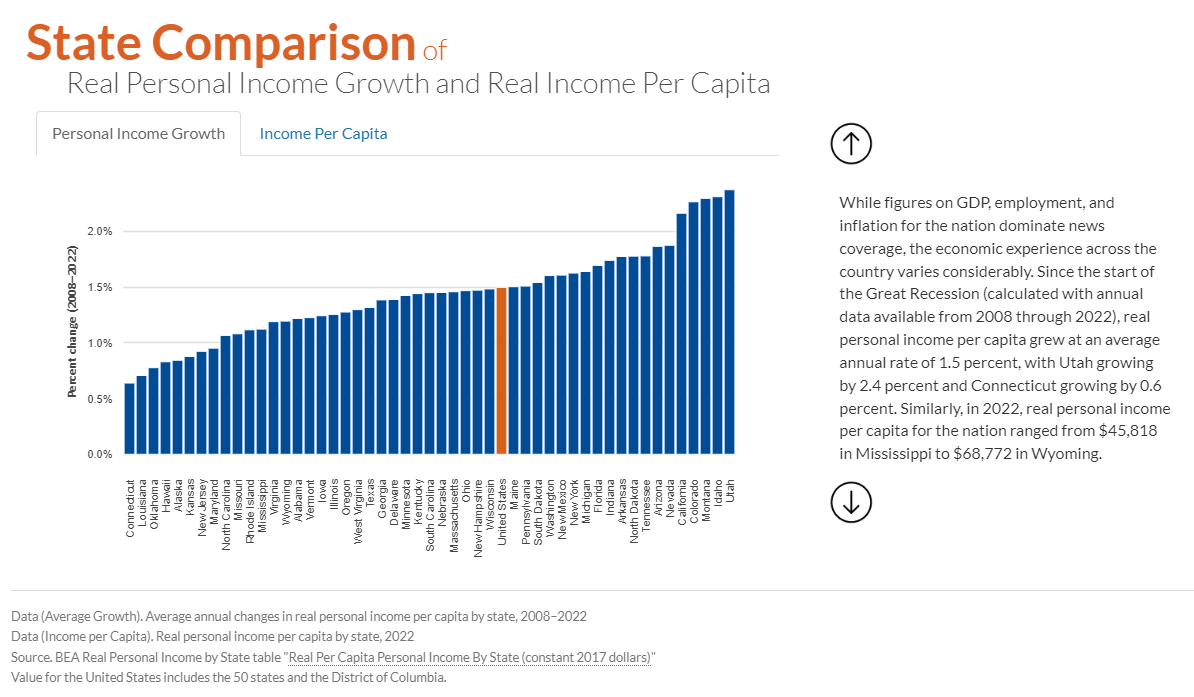 State Comparison of
Real Personal Income Growth and Real Income Per Capita
Personal Income Growth
Income Per Capita
Percent change (2008–2022)
2.0%
1.5%
1.0%
0.5%
0.0%
Connecticut
Louisiana
Oklahoma
Hawaii
Alaska
Kansas
New Jersey
Maryland
North Carolina
Missouri
Rhode Island
Mississippi
Virginia
Wyoming
Alabama
Vermont
Iowa
Illinois
Oregon
West Virginia
Texas
Georgia
Delaware
Minnesota
Kentucky
South Carolina
Nebraska
Massachusetts
Ohio
New Hampshire
Wisconsin
United States
Maine
Pennsylvania
South Dakota
Washington
New Mexico
New York
Michigan
Florida
Indiana
Arkansas
North Dakota
Tennessee
Arizona
Nevada
California
Colorado
Montana
Idaho
Utah
While figures on GDP, employment, and
inflation for the nation dominate news
coverage, the economic experience across the
country varies considerably. Since the start of
the Great Recession (calculated with annual
data available from 2008 through 2022), real
personal income per capita grew at an average
annual rate of 1.5 percent, with Utah growing
by 2.4 percent and Connecticut growing by 0.6
percent. Similarly, in 2022, real personal income
per capita for the nation ranged from $45,818
in Mississippi to $68,772 in Wyoming.
Data (Average Growth). Average annual changes in real personal income per capita by state, 2008–2022
Data (Income per Capita). Real personal income per capita by state, 2022
Source. BEA Real Personal Income by State table "Real Per Capita Personal Income By State (constant 2017 dollars)"
Value for the United States includes the 50 states and the District of Columbia.